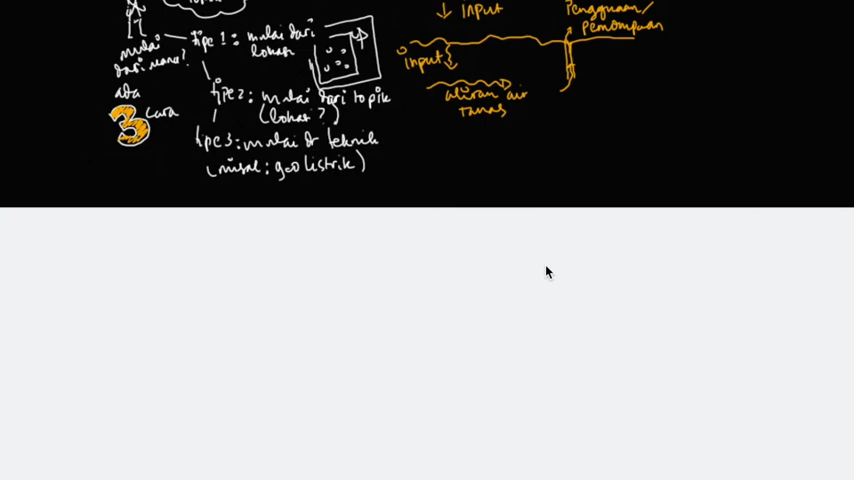 topik
mulai
dari mana?
ada
3 cara
tipe 1: mulai dari
lokasi
tipe 2: mulai dari topik
(lokasi?)
tipe 3: mulai dr teknik
(misal: geolistrik)
↓ Input
Penggunaan/
Pemompaan
input
aliran air
tanah